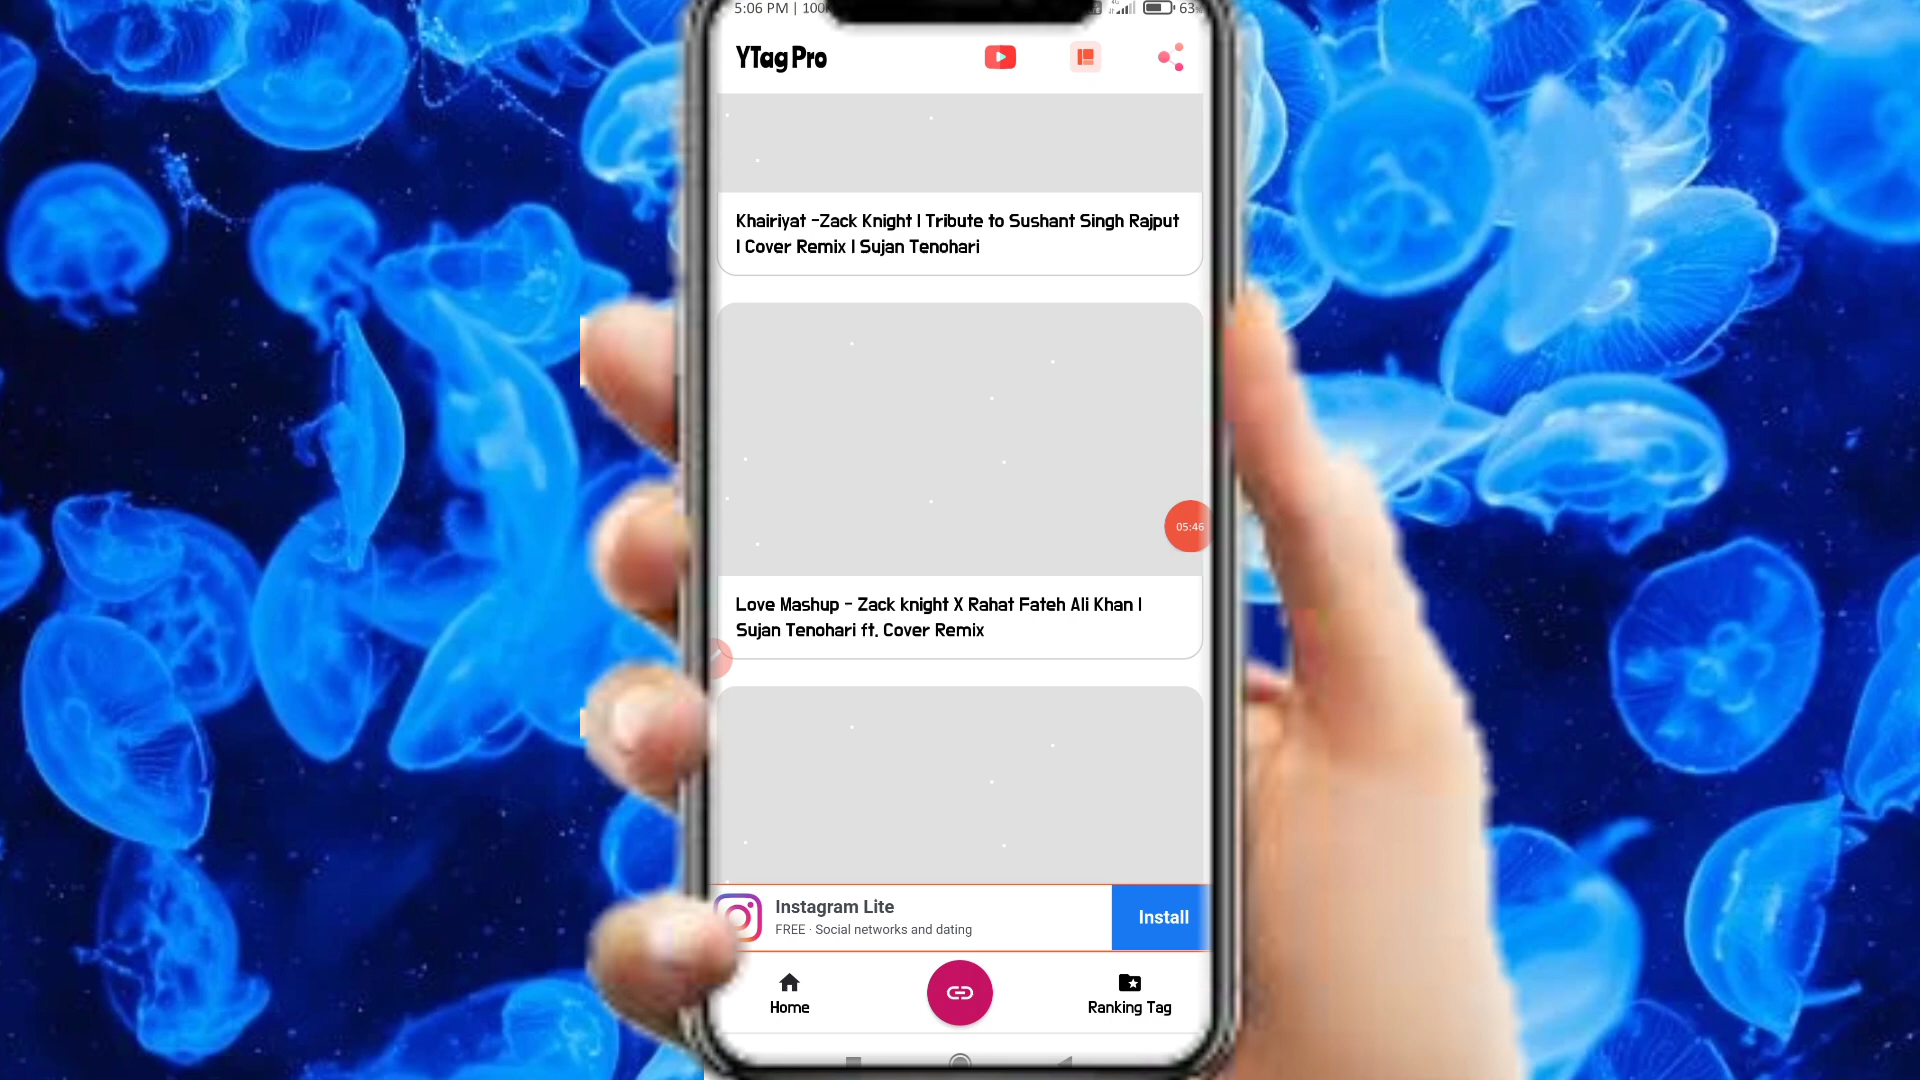 5:06 PM | 100
63
YTag Pro
Khairiyat -Zack Knight | Tribute to Sushant Singh Rajput
| Cover Remix | Sujan Tenohari
05:46
Love Mashup - Zack knight X Rahat Fateh Ali Khan |
Sujan Tenohari ft. Cover Remix
Instagram Lite
FREE · Social networks and dating
Install
Home
Ranking Tag